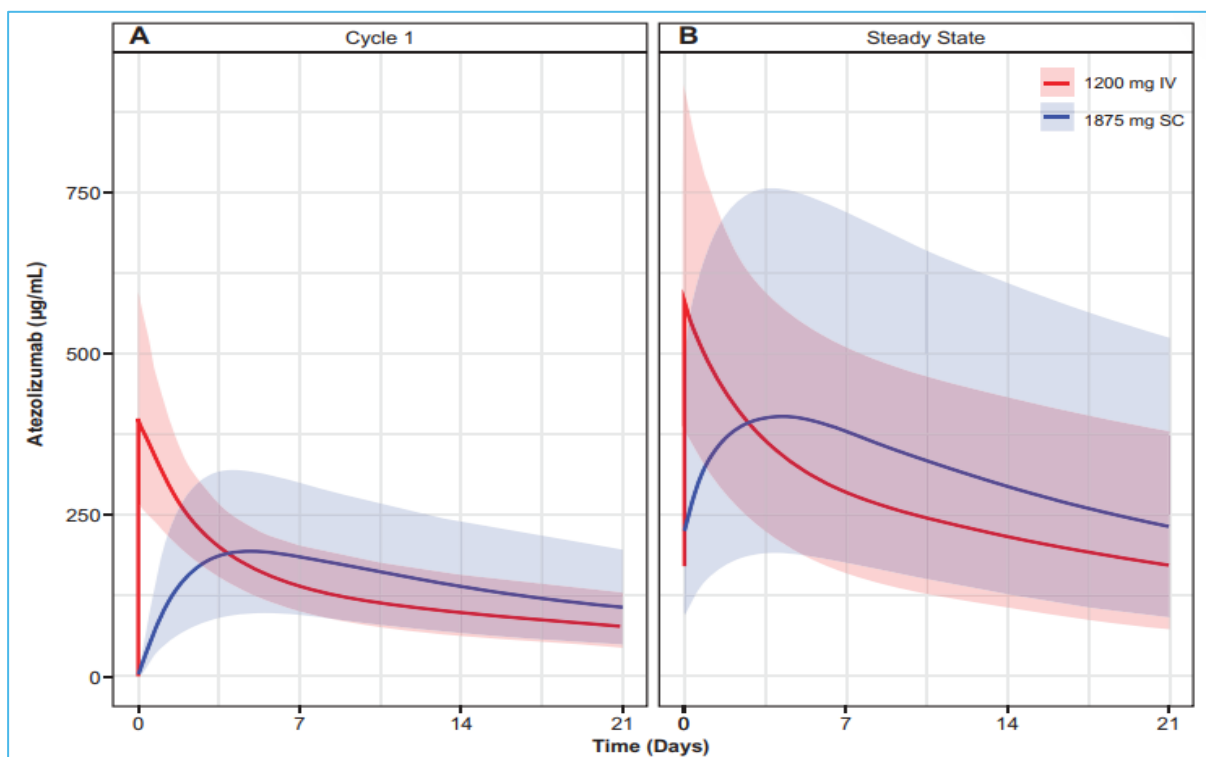 A
Cycle 1
B
Steady State
1200 mg IV
1875 mg SC
Atezolizumab (µg/mL)
750
500
250
0
0
7
14
21
0
7
14
21
Time (Days)